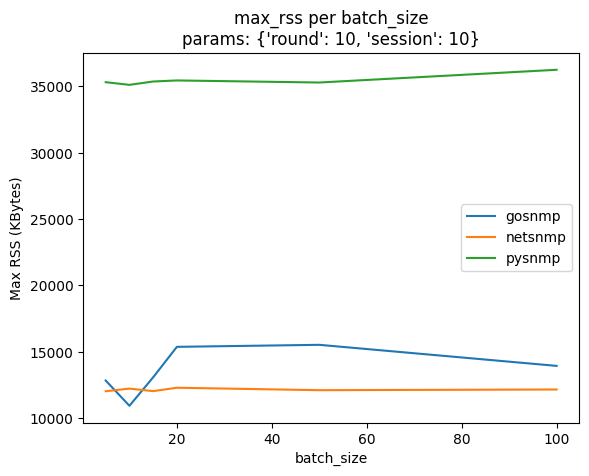 max_rss per batch_size
params: {'round': 10, 'session': 10}
Max RSS (KBytes)
35000
30000
25000
20000
15000
10000
gosnmp
netsnmp
pysnmp
20
40
60
80
100
batch_size